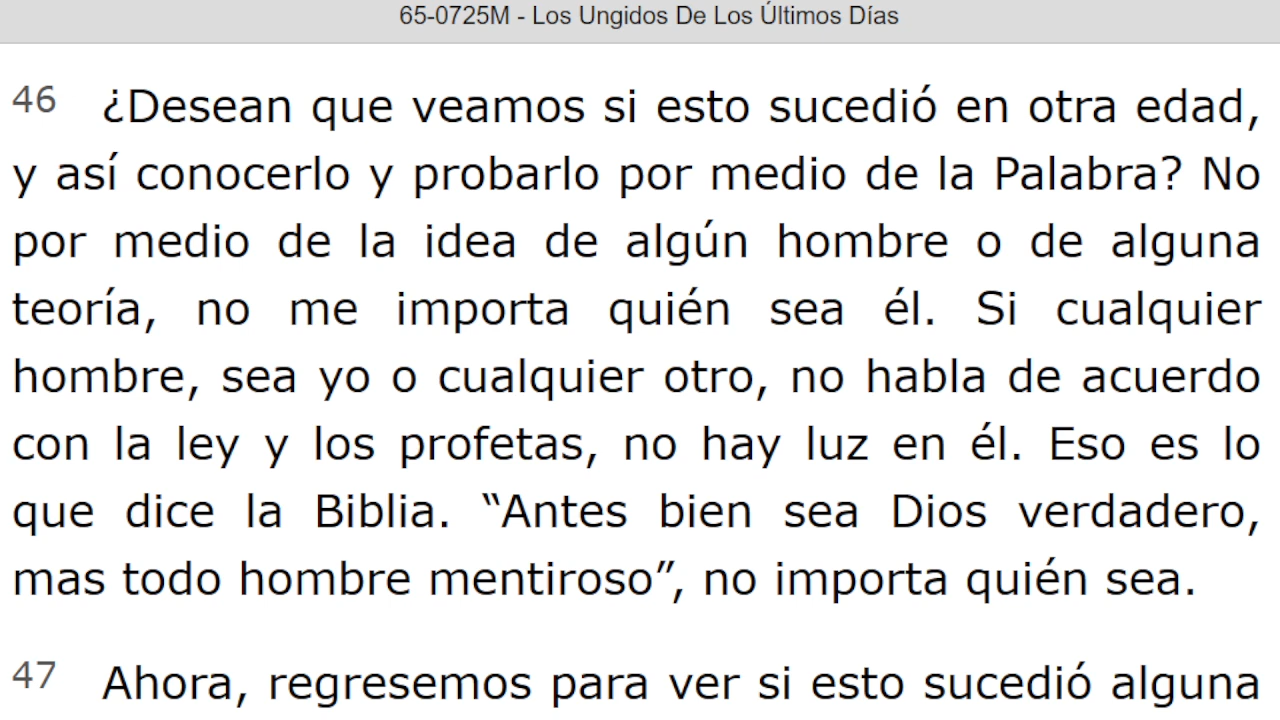 65-0725M - Los Ungidos De Los Últimos Días
46 ¿Desean que veamos si esto sucedió en otra edad,
y así conocerlo y probarlo por medio de la Palabra? No
por medio de la idea de algún hombre o de alguna
teoría, no me importa quién sea él. Si cualquier
hombre, sea yo o cualquier otro, no habla de acuerdo
con la ley y los profetas, no hay luz en él. Eso es lo
que dice la Biblia. “Antes bien sea Dios verdadero,
mas todo hombre mentiroso”, no importa quién sea.
47 Ahora, regresemos para ver si esto sucedió alguna